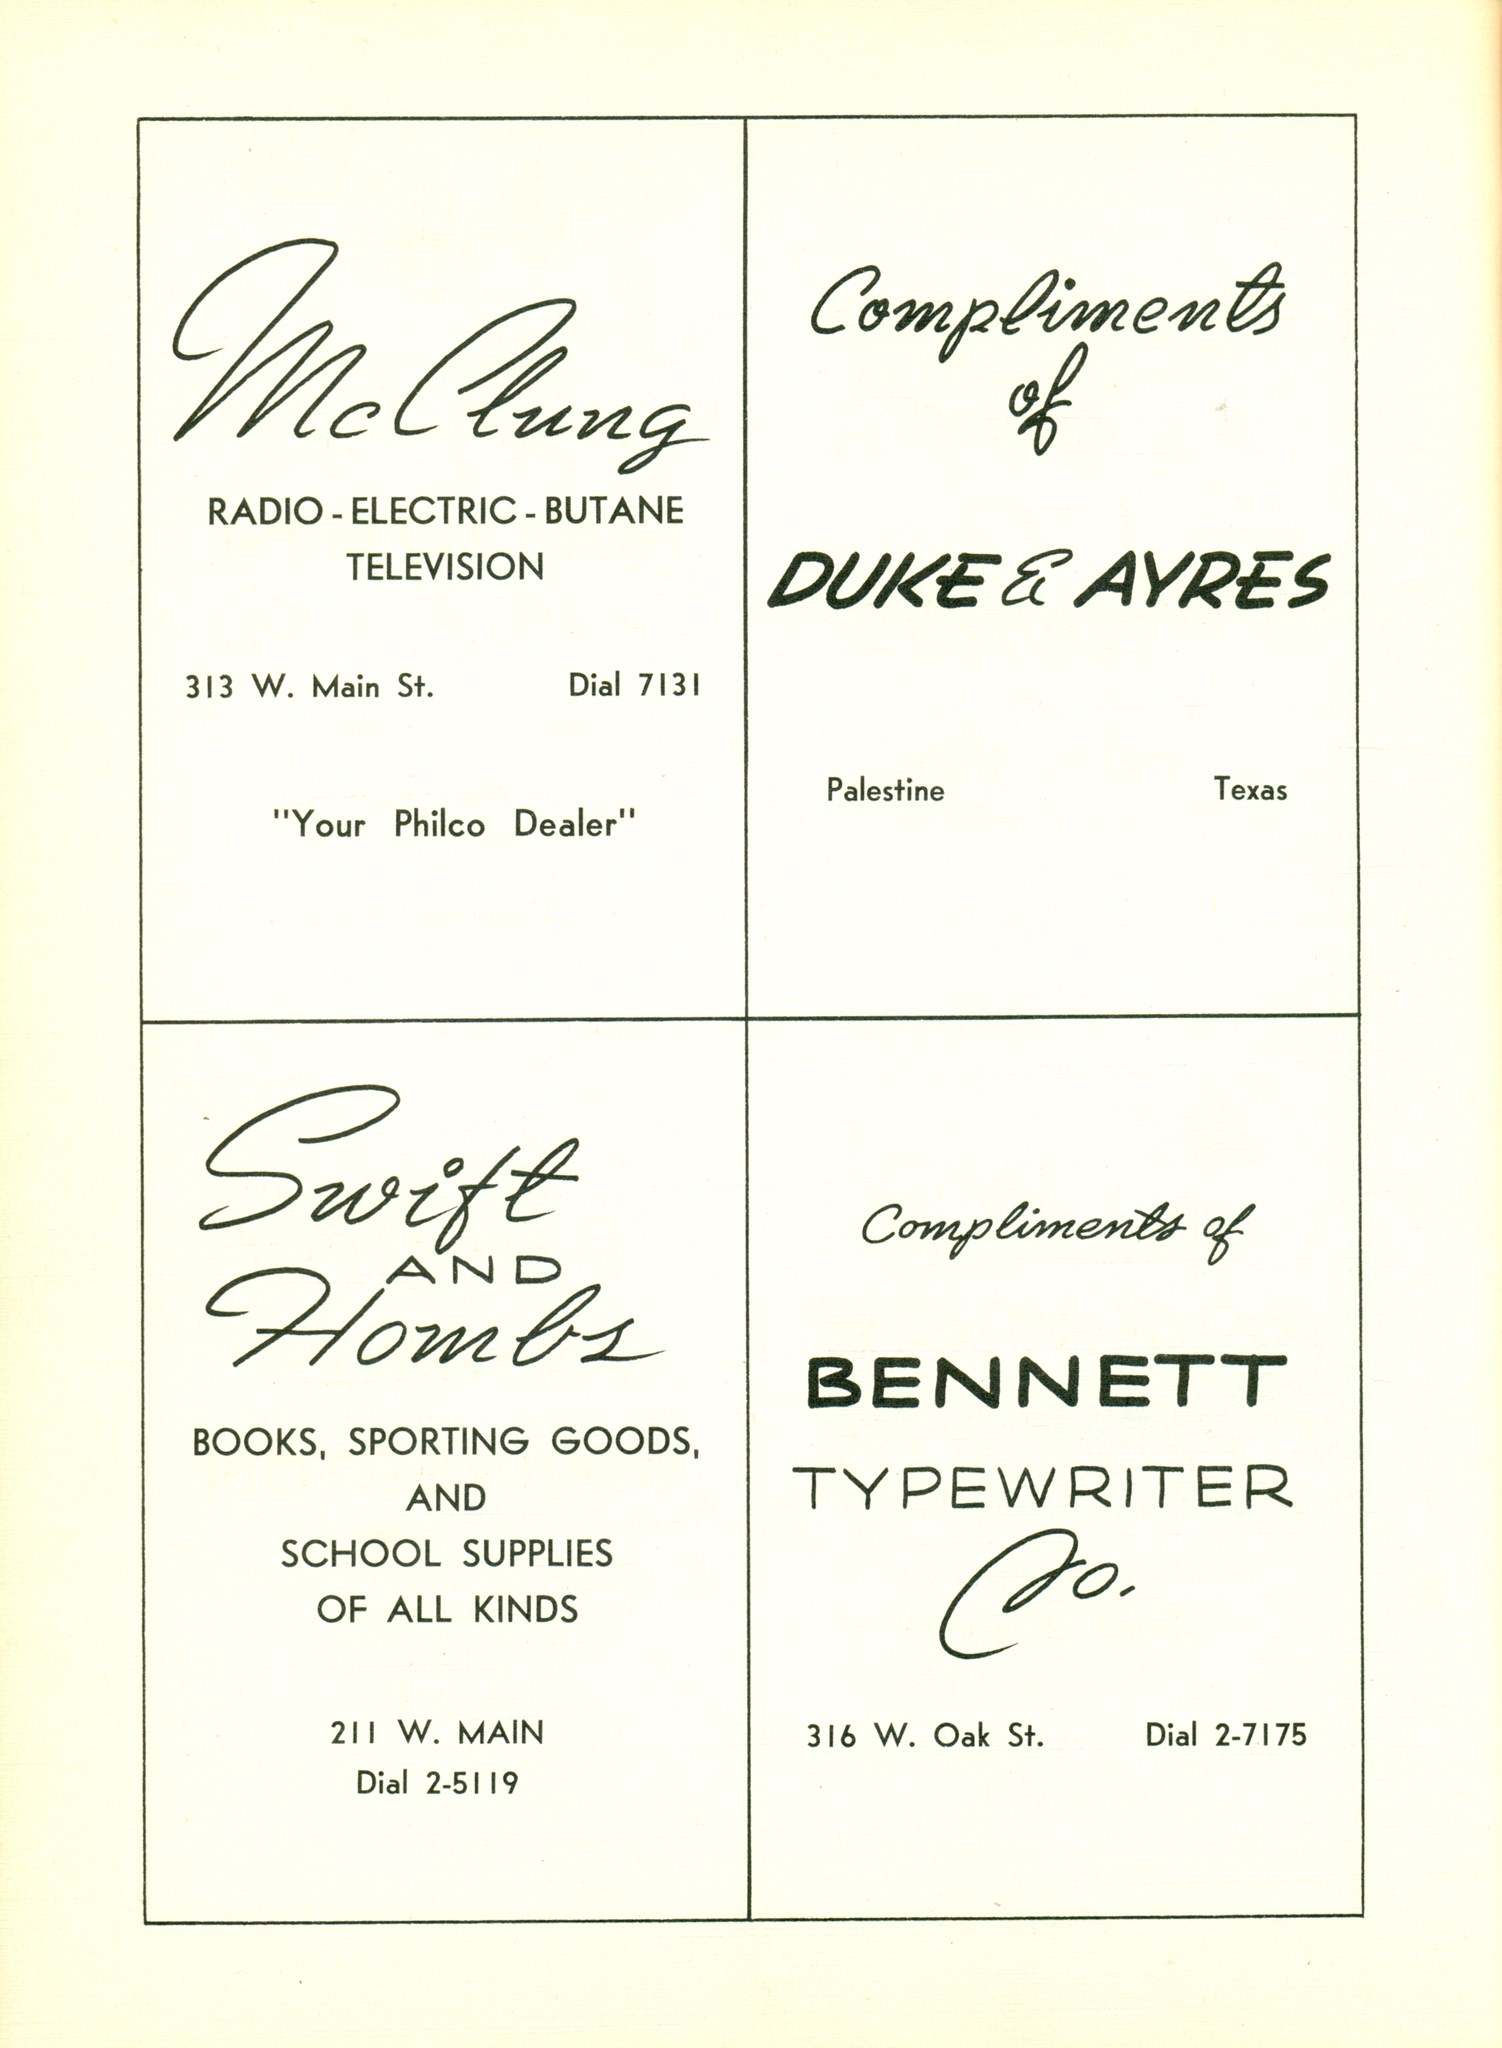 McClung
RADIO - ELECTRIC - BUTANE
TELEVISION
313 W. Main St. Dial 7131
"Your Philco Dealer"
Compliments
of
DUKE & AYRES
Palestine Texas
Swift
AND
Hombs
BOOKS, SPORTING GOODS,
AND
SCHOOL SUPPLIES
OF ALL KINDS
211 W. MAIN
Dial 2-5119
Compliments of
BENNETT
TYPEWRITER
Co.
316 W. Oak St. Dial 2-7175